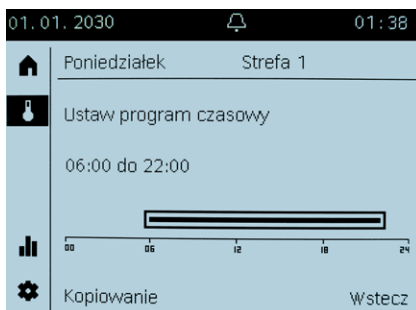 01.01.2030 01:38
Poniedziałek Strefa 1
Ustaw program czasowy
06:00 do 22:00
00 06 12 18 24
Kopiowanie Wstecz